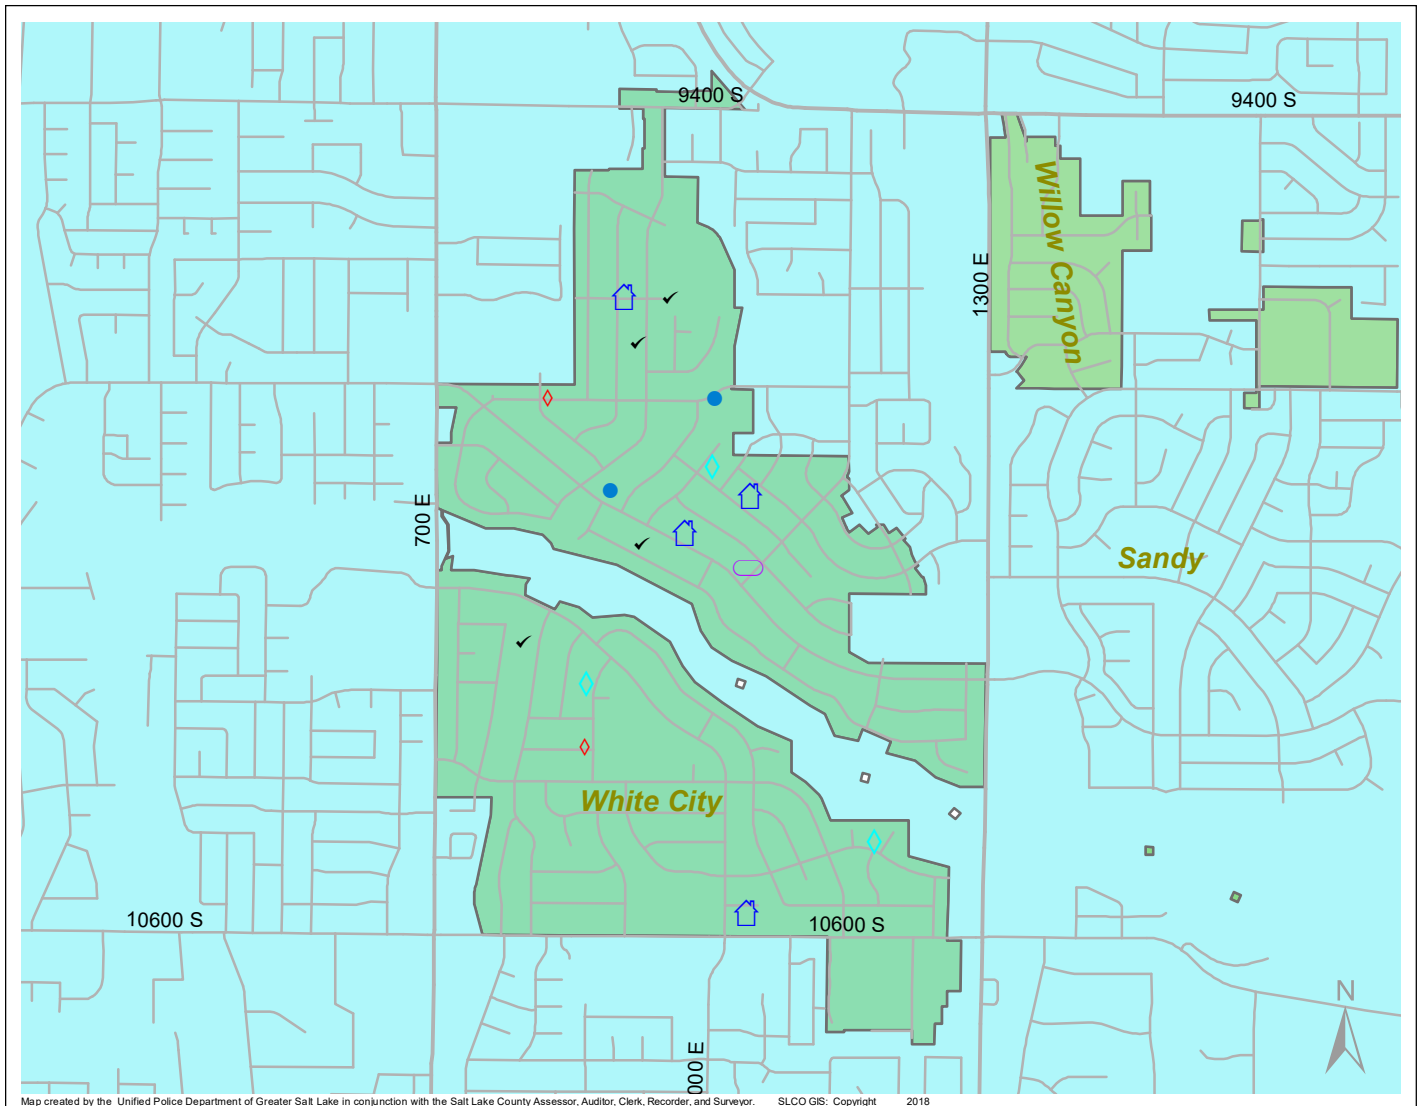 9400 S
9400 S
Willow Canyon
1300 E
700 E
Sandy
White City
10600 S
10600 S
N
000 E
Map created by the Unified Police Department of Greater Salt Lake in conjunction with the Salt Lake County Assessor, Auditor, Clerk, Recorder, and Surveyor. SLCO GIS: Copyright 2018